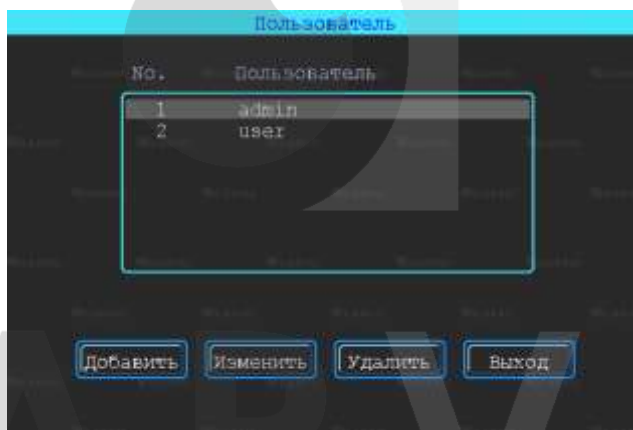 Пользователь
No. Пользователь
1 admin
2 user
Добавить Изменить Удалить Выход